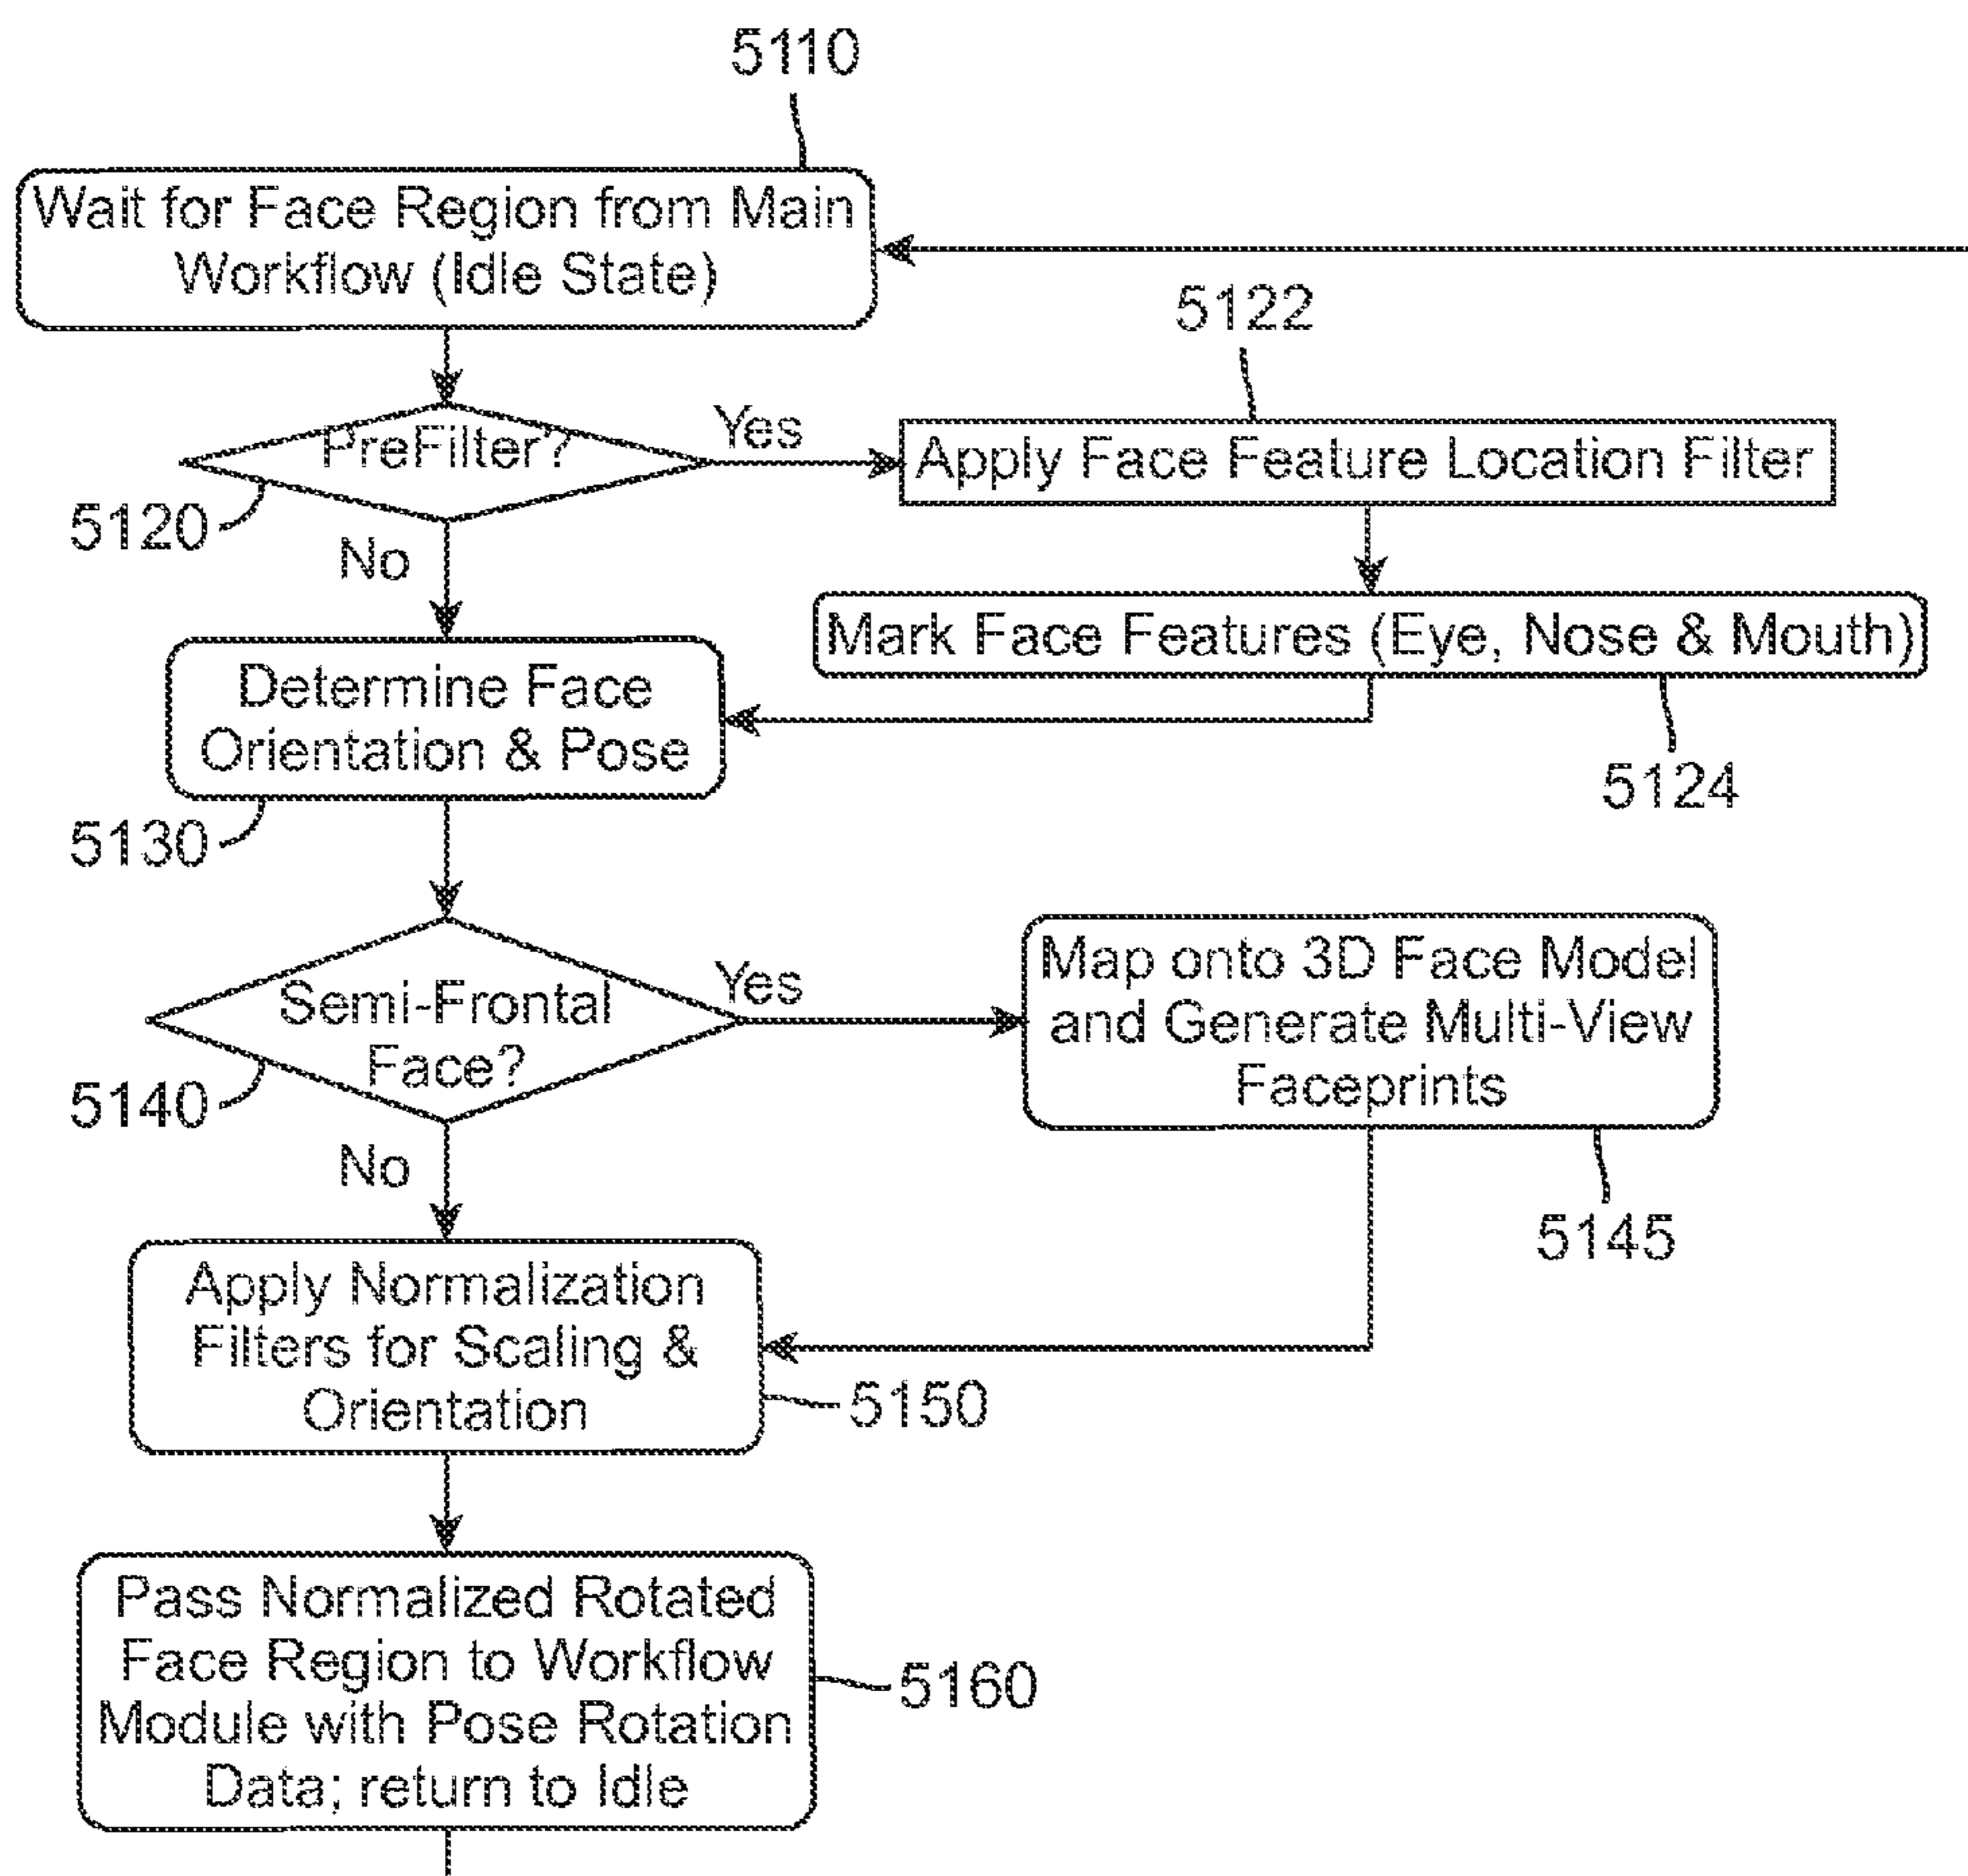 5110
Wait for Face Region from Main
Workflow (Idle State)
5122
PreFilter?
Yes
Apply Face Feature Location Filter
5120
No
Mark Face Features (Eye, Nose & Mouth)
Determine Face
Orientation & Pose
5124
5130
Semi-Frontal
Face?
Yes
Map onto 3D Face Model
and Generate Multi-View
Faceprints
5140
No
5145
Apply Normalization
Filters for Scaling &
Orientation
5150
Pass Normalized Rotated
Face Region to Workflow
Module with Pose Rotation
Data; return to Idle
5160